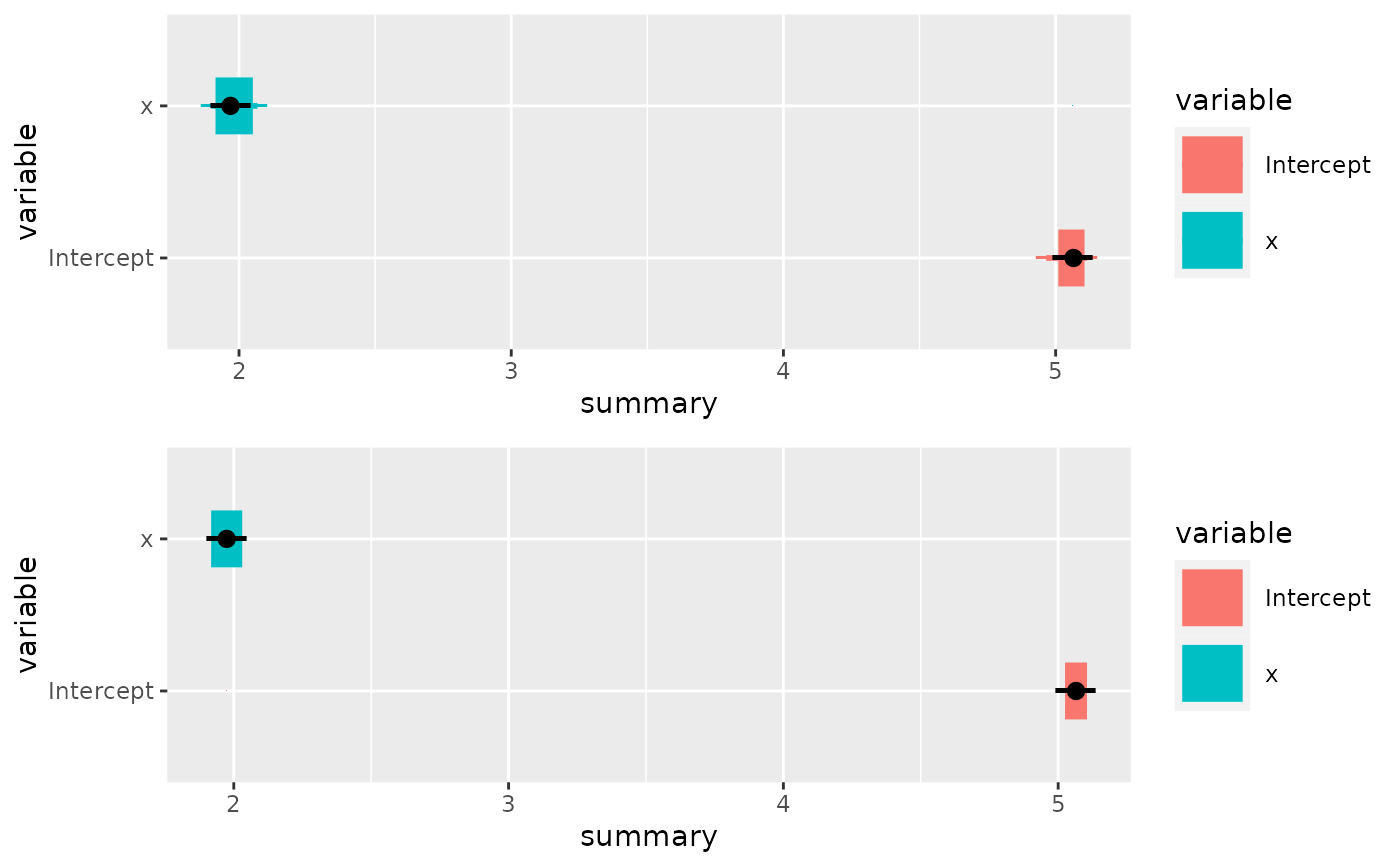 variable
x
Intercept
2 3 4 5
summary
variable
Intercept
x
variable
x
Intercept
2 3 4 5
summary
variable
Intercept
x